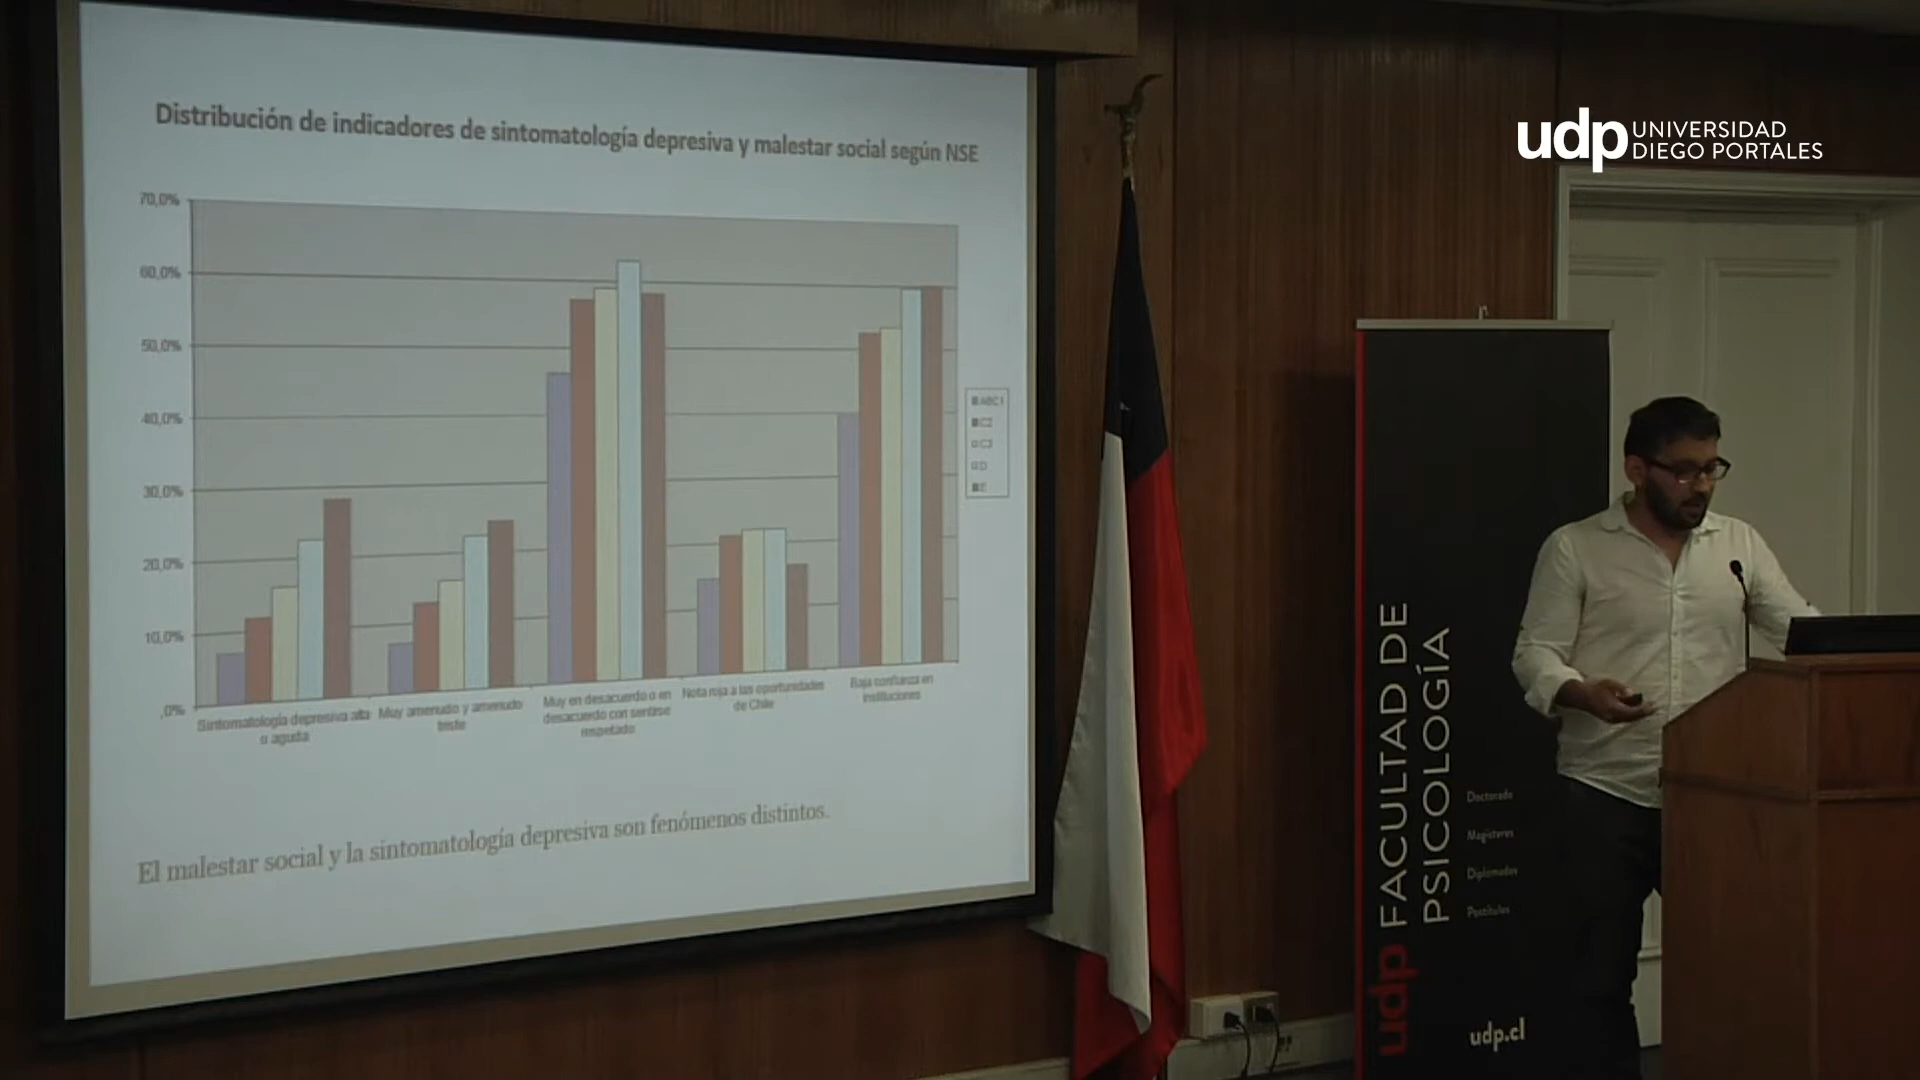 Distribución de indicadores de sintomatología depresiva y malestar social según NSE
70,0%
60,0%
50,0%
40,0%
30,0%
20,0%
10,0%
,0%
Sintomatología depresiva alta
o aguda
Muy amenudo y amenudo
triste
Muy en desacuerdo o en
desacuerdo con sentirse
respetado
Nota roja a las oportunidades
de Chile
Baja confianza en
instituciones
ABC1
C2
C3
D
E
El malestar social y la sintomatología depresiva son fenómenos distintos.
udp UNIVERSIDAD
DIEGO PORTALES
udp FACULTAD DE
PSICOLOGÍA
Doctorado
Magísteres
Diplomados
Postítulos
udp.cl